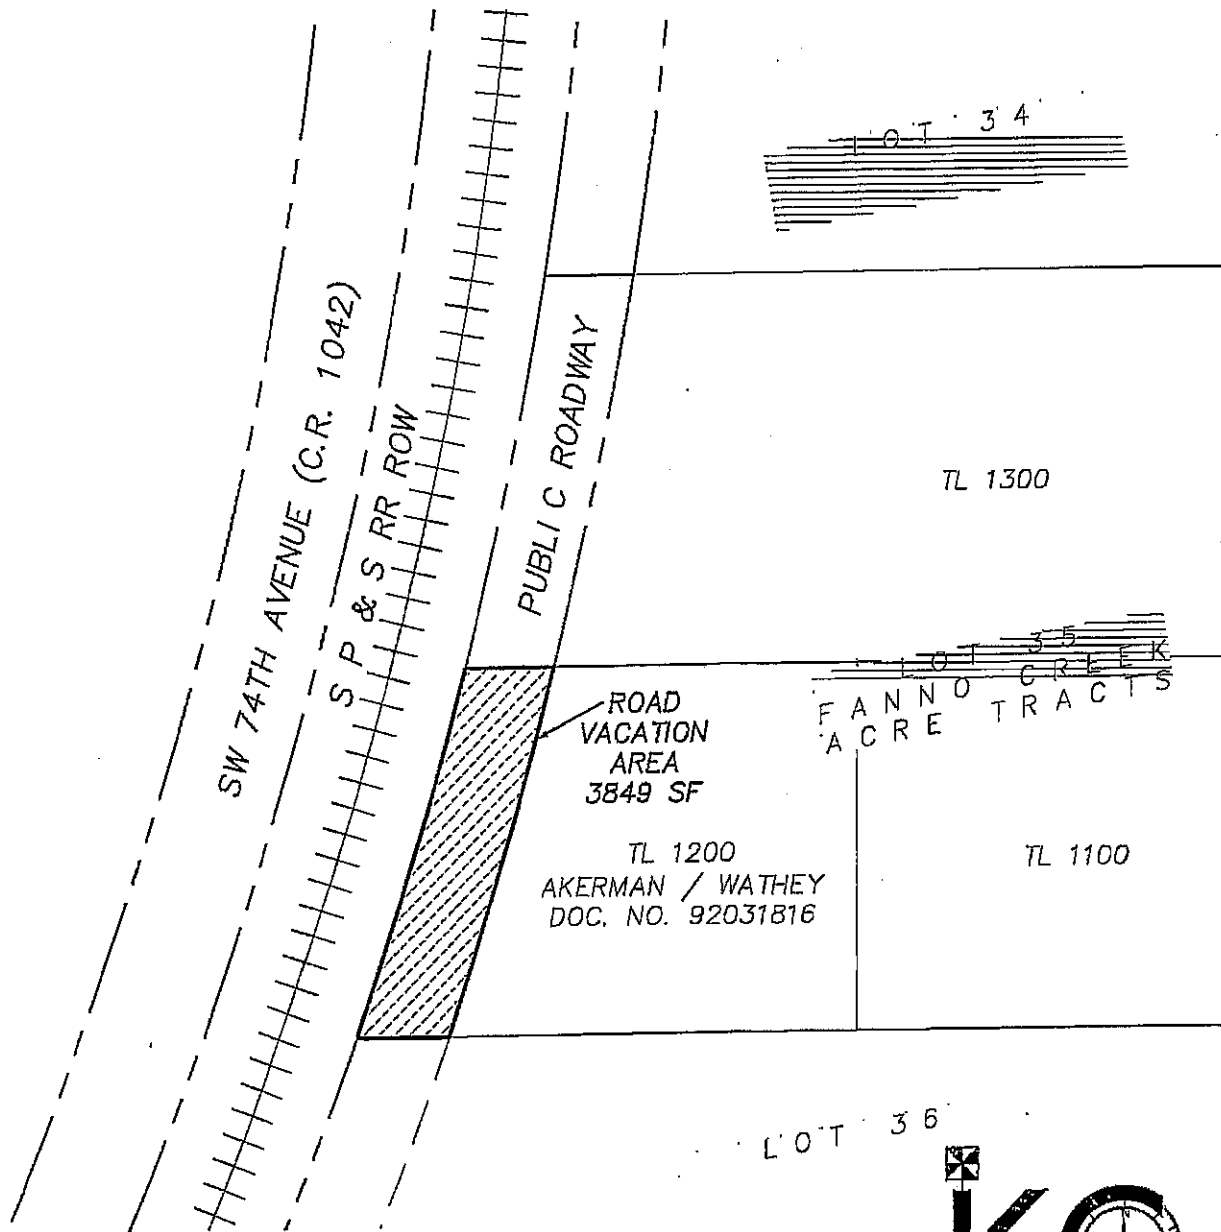 LOT 34
SW 74TH AVENUE (C.R. 1042)
S P & S RR ROW
PUBLIC ROADWAY
TL 1300
LOT 35
FANNO CREEK
ACRE TRACTS
ROAD
VACATION
AREA
3849 SF
TL 1200
AKERMAN / WATHEY
DOC. NO. 92031816
TL 1100
LOT 36